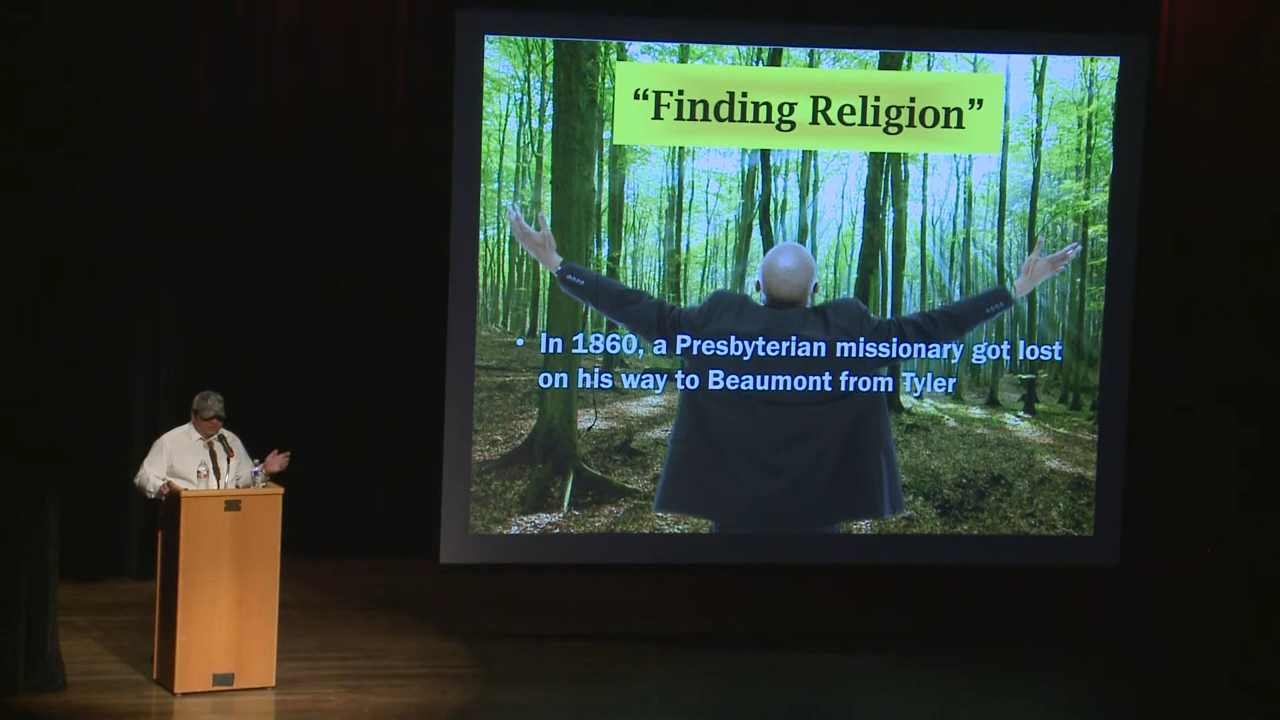 “Finding Religion”
• In 1860, a Presbyterian missionary got lost
on his way to Beaumont from Tyler